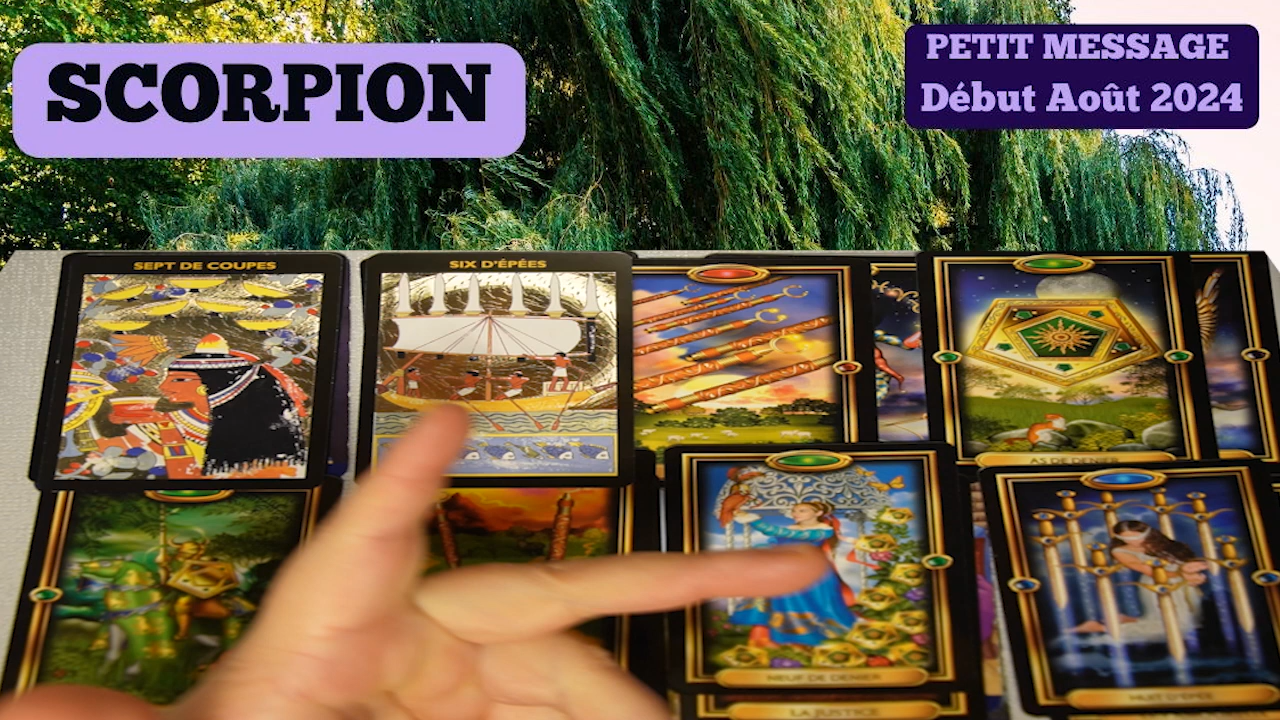 SCORPION
PETIT MESSAGE
Début Août 2024
SEPT DE COUPES
SIX D'ÉPÉES
AS DE DENIER
NEUF DE DENIER
HUIT D'ÉPÉE
LA JUSTICE